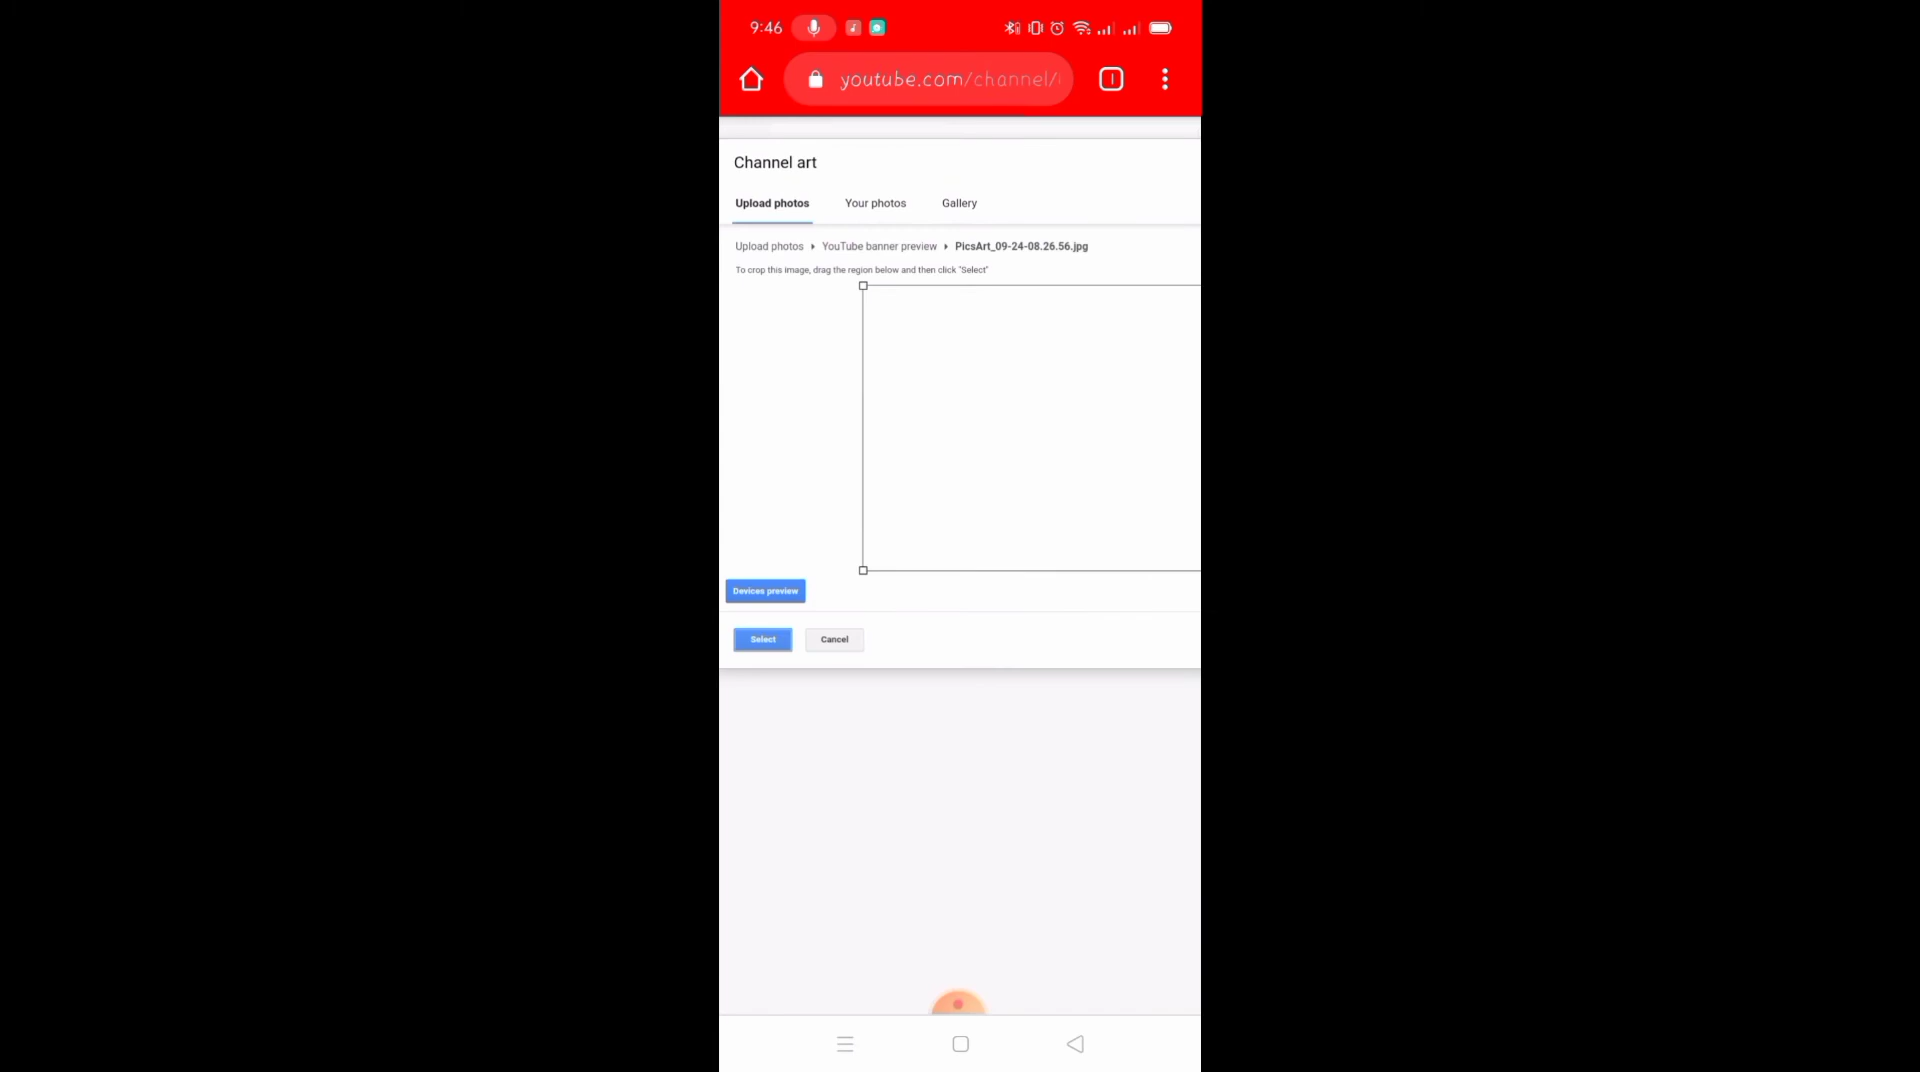 9:46
youtube.com/channel/
Channel art
Upload photos Your photos Gallery
Upload photos ▸ YouTube banner preview ▸ PicsArt_09-24-08.26.56.jpg
To crop this image, drag the region below and then click "Select"
Devices preview
Select Cancel